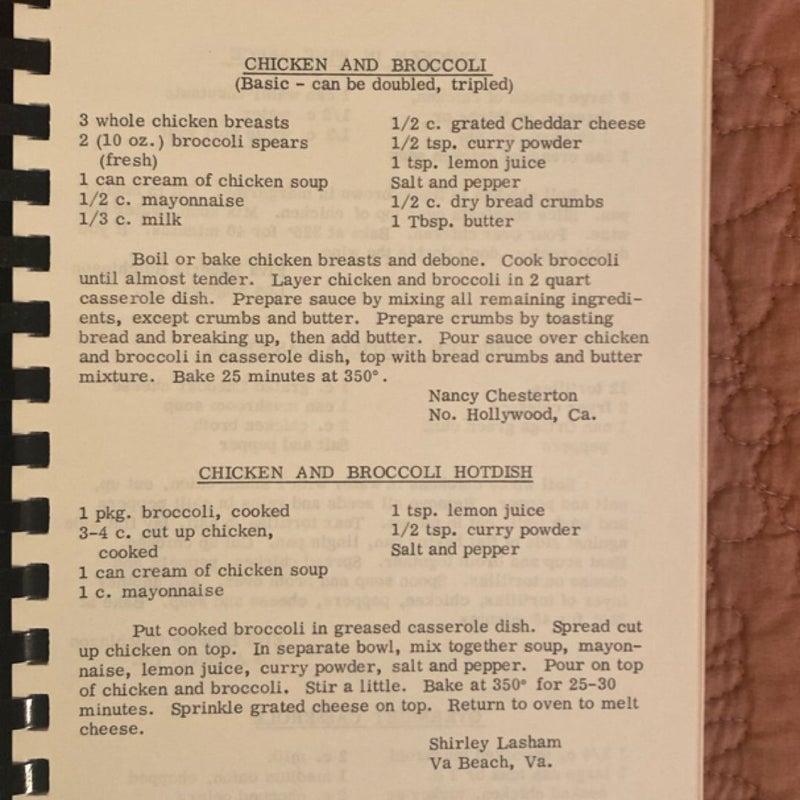 CHICKEN AND BROCCOLI
(Basic - can be doubled, tripled)
3 whole chicken breasts
2 (10 oz.) broccoli spears
(fresh)
1 can cream of chicken soup
1/2 c. mayonnaise
1/3 c. milk
1/2 c. grated Cheddar cheese
1/2 tsp. curry powder
1 tsp. lemon juice
Salt and pepper
1/2 c. dry bread crumbs
1 Tbsp. butter
Boil or bake chicken breasts and debone. Cook broccoli
until almost tender. Layer chicken and broccoli in 2 quart
casserole dish. Prepare sauce by mixing all remaining ingredi-
ents, except crumbs and butter. Prepare crumbs by toasting
bread and breaking up, then add butter. Pour sauce over chicken
and broccoli in casserole dish, top with bread crumbs and butter
mixture. Bake 25 minutes at 350°.
Nancy Chesterton
No. Hollywood, Ca.
CHICKEN AND BROCCOLI HOTDISH
1 pkg. broccoli, cooked
3-4 c. cut up chicken,
cooked
1 can cream of chicken soup
1 c. mayonnaise
1 tsp. lemon juice
1/2 tsp. curry powder
Salt and pepper
Put cooked broccoli in greased casserole dish. Spread cut
up chicken on top. In separate bowl, mix together soup, mayon-
naise, lemon juice, curry powder, salt and pepper. Pour on top
of chicken and broccoli. Stir a little. Bake at 350° for 25-30
minutes. Sprinkle grated cheese on top. Return to oven to melt
cheese.
Shirley Lasham
Va Beach, Va.